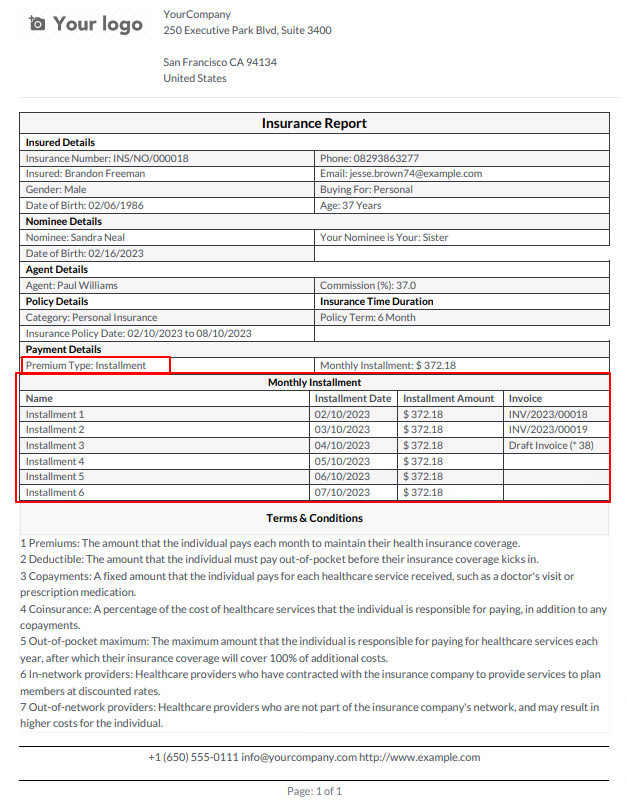 Your logo
YourCompany
250 Executive Park Blvd, Suite 3400
San Francisco CA 94134
United States
Insurance Report
Insured Details
Insurance Number: INS/NO/000018 Phone: 08293863277
Insured: Brandon Freeman Email: jesse.brown74@example.com
Gender: Male Buying For: Personal
Date of Birth: 02/06/1986 Age: 37 Years
Nominee Details
Nominee: Sandra Neal Your Nominee is Your: Sister
Date of Birth: 02/16/2023
Agent Details
Agent: Paul Williams Commission (%): 37.0
Policy Details Insurance Time Duration
Category: Personal Insurance Policy Term: 6 Month
Insurance Policy Date: 02/10/2023 to 08/10/2023
Payment Details
Premium Type: Installment Monthly Installment: $ 372.18
Monthly Installment
Name Installment Date Installment Amount Invoice
Installment 1 02/10/2023 $ 372.18 INV/2023/00018
Installment 2 03/10/2023 $ 372.18 INV/2023/00019
Installment 3 04/10/2023 $ 372.18 Draft Invoice (* 38)
Installment 4 05/10/2023 $ 372.18
Installment 5 06/10/2023 $ 372.18
Installment 6 07/10/2023 $ 372.18
Terms & Conditions
1 Premiums: The amount that the individual pays each month to maintain their health insurance coverage.
2 Deductible: The amount that the individual must pay out-of-pocket before their insurance coverage kicks in.
3 Copayments: A fixed amount that the individual pays for each healthcare service received, such as a doctor's visit or
prescription medication.
4 Coinsurance: A percentage of the cost of healthcare services that the individual is responsible for paying, in addition to any
copayments.
5 Out-of-pocket maximum: The maximum amount that the individual is responsible for paying for healthcare services each
year, after which their insurance coverage will cover 100% of additional costs.
6 In-network providers: Healthcare providers who have contracted with the insurance company to provide services to plan
members at discounted rates.
7 Out-of-network providers: Healthcare providers who are not part of the insurance company's network, and may result in
higher costs for the individual.
+1 (650) 555-0111 info@yourcompany.com http://www.example.com
Page: 1 of 1